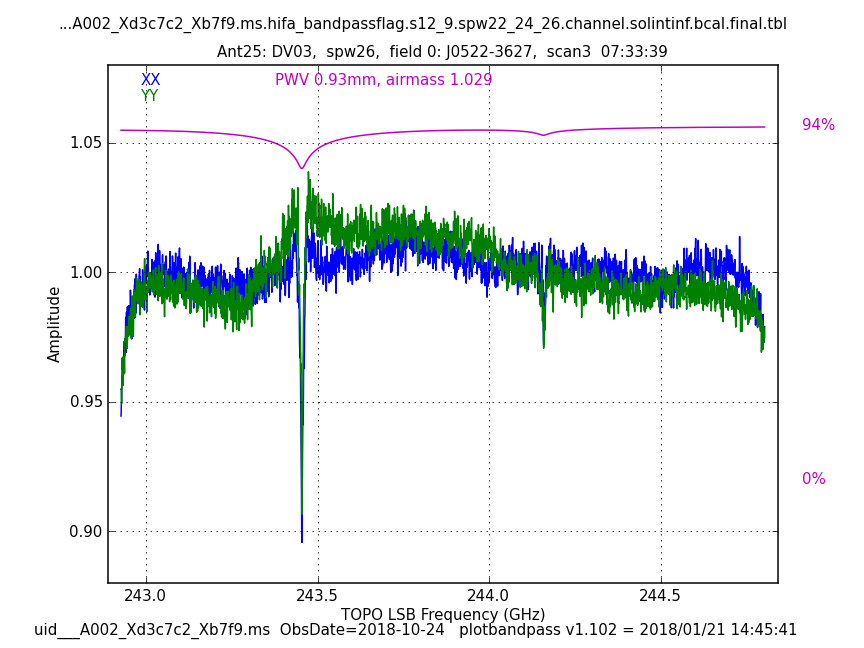 ...A002_Xd3c7c2_Xb7f9.ms.hifa_bandpassflag.s12_9.spw22_24_26.channel.solintinf.bcal.final.tbl
Ant25: DV03,  spw26,  field 0: J0522-3627,  scan3  07:33:39
XX
PWV 0.93mm, airmass 1.029
YY
94%
1.05
1.00
0.95
0.90
Amplitude
0%
243.0
243.5
244.0
244.5
TOPO LSB Frequency (GHz)
uid___A002_Xd3c7c2_Xb7f9.ms  ObsDate=2018-10-24   plotbandpass v1.102 = 2018/01/21 14:45:41